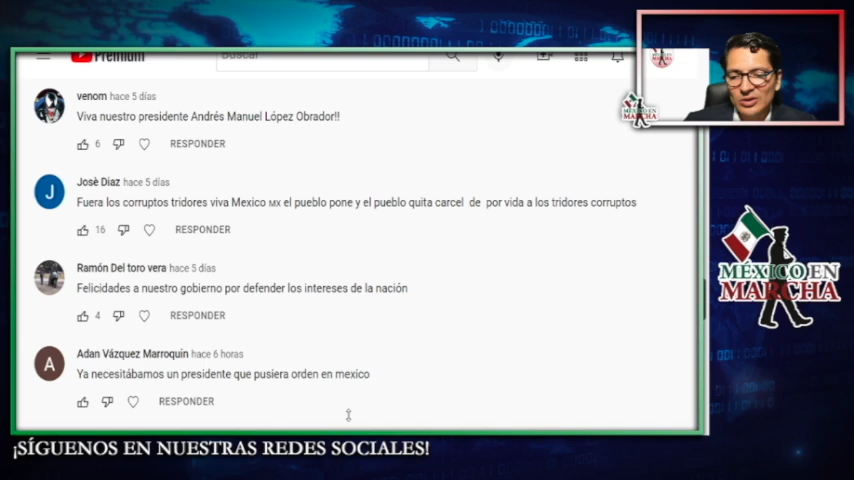 Premium
Buscar
venom hace 5 días
Viva nuestro presidente Andrés Manuel López Obrador!!
6 RESPONDER
J
Josè Diaz hace 5 días
Fuera los corruptos tridores viva Mexico MX el pueblo pone y el pueblo quita carcel de por vida a los tridores corruptos
16 RESPONDER
Ramón Del toro vera hace 5 días
Felicidades a nuestro gobierno por defender los intereses de la nación
4 RESPONDER
A
Adan Vázquez Marroquin hace 6 horas
Ya necesitábamos un presidente que pusiera orden en mexico
RESPONDER
MÉXICO EN
MARCHA
MÉXICO EN
MARCHA
¡SÍGUENOS EN NUESTRAS REDES SOCIALES!